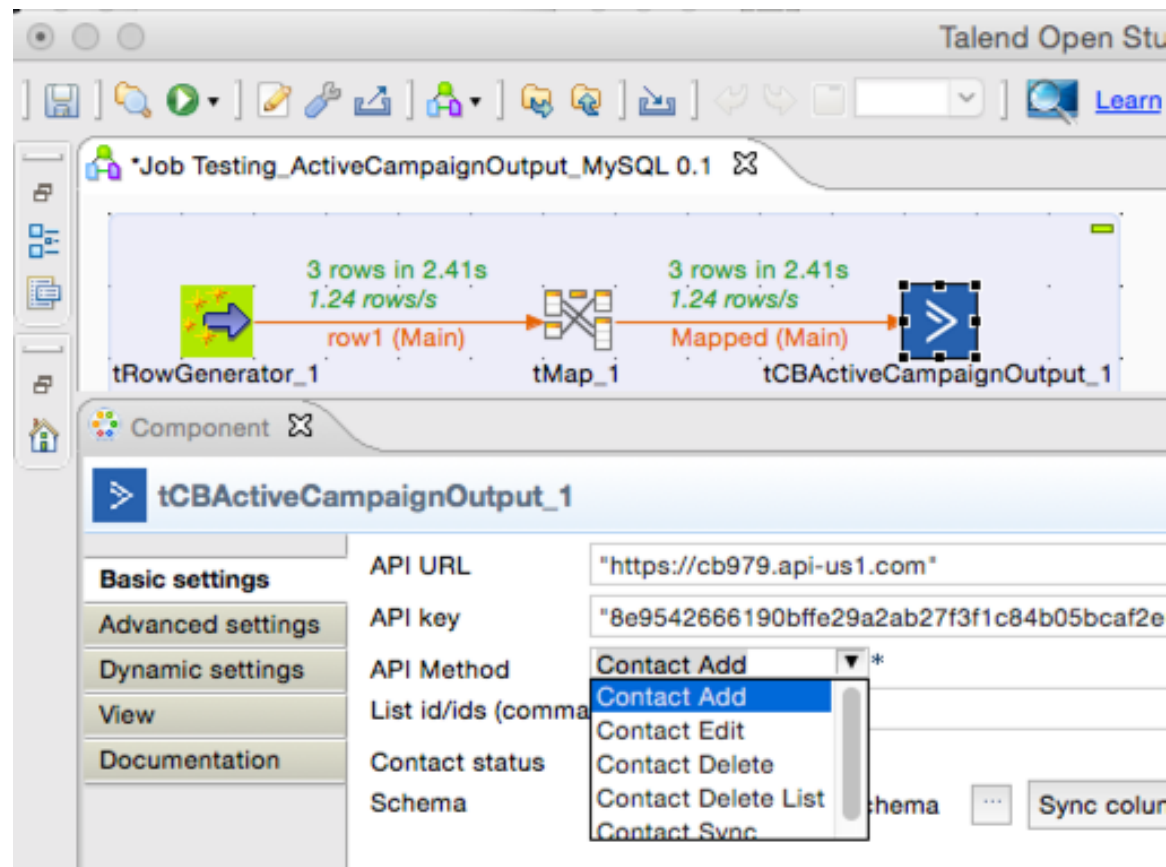 Talend Open Stu
Learn
*Job Testing_ActiveCampaignOutput_MySQL 0.1
3 rows in 2.41s
1.24 rows/s
row1 (Main)
3 rows in 2.41s
1.24 rows/s
Mapped (Main)
tRowGenerator_1
tMap_1
tCBActiveCampaignOutput_1
Component
tCBActiveCampaignOutput_1
Basic settings
Advanced settings
Dynamic settings
View
Documentation
API URL
"https://cb979.api-us1.com"
API key
"8e9542666190bffe29a2ab27f3f1c84b05bcaf2e
API Method
Contact Add
*
Contact Add
Contact Edit
Contact Delete
Contact Delete List
Contact Sync
List id/ids (comma
Contact status
Schema
chema
...
Sync colum